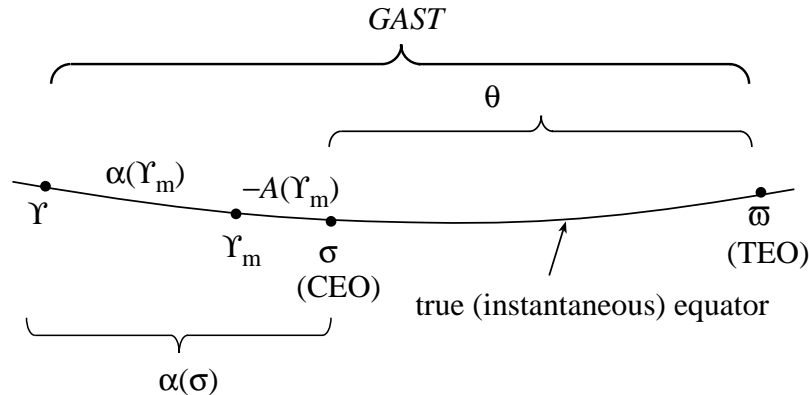 GAST
θ
α(ϒₘ)
−A(ϒₘ)
ϒ
ϒₘ
σ
(CEO)
ϖ
(TEO)
true (instantaneous) equator
α(σ)